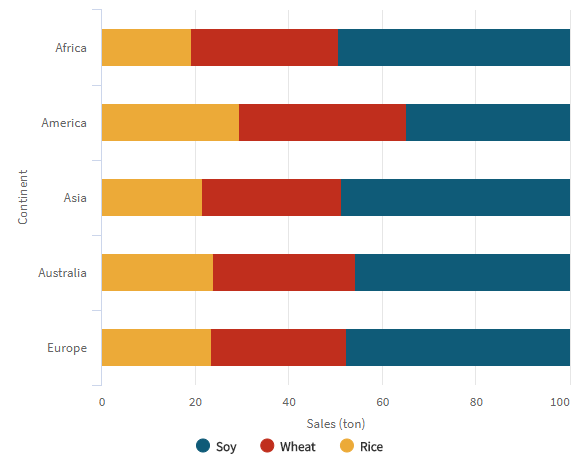 Africa
America
Asia
Australia
Europe
Continent
0 20 40 60 80 100
Sales (ton)
Soy Wheat Rice